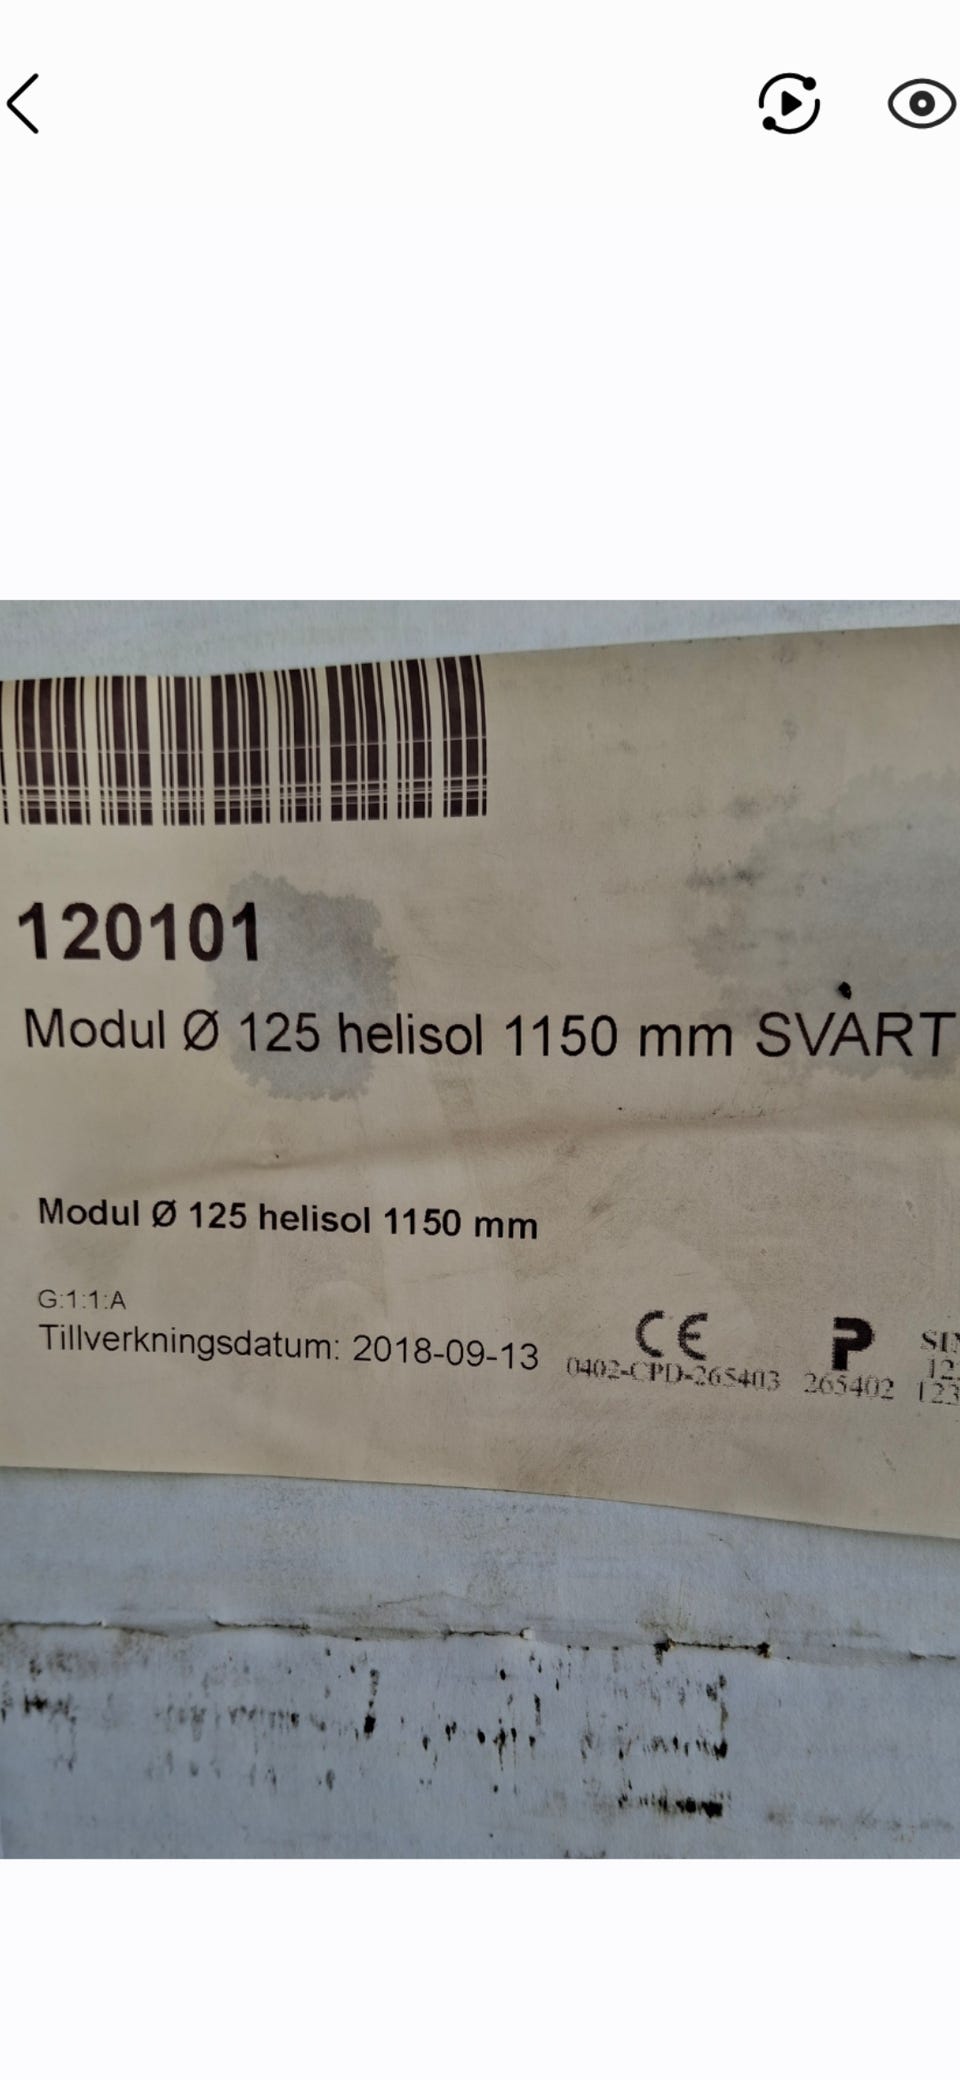 120101
Modul Ø 125 helisol 1150 mm SVART
Modul Ø 125 helisol 1150 mm
G:1:1:A
Tillverkningsdatum: 2018-09-13
CE P
0402-CPD-265403 265402